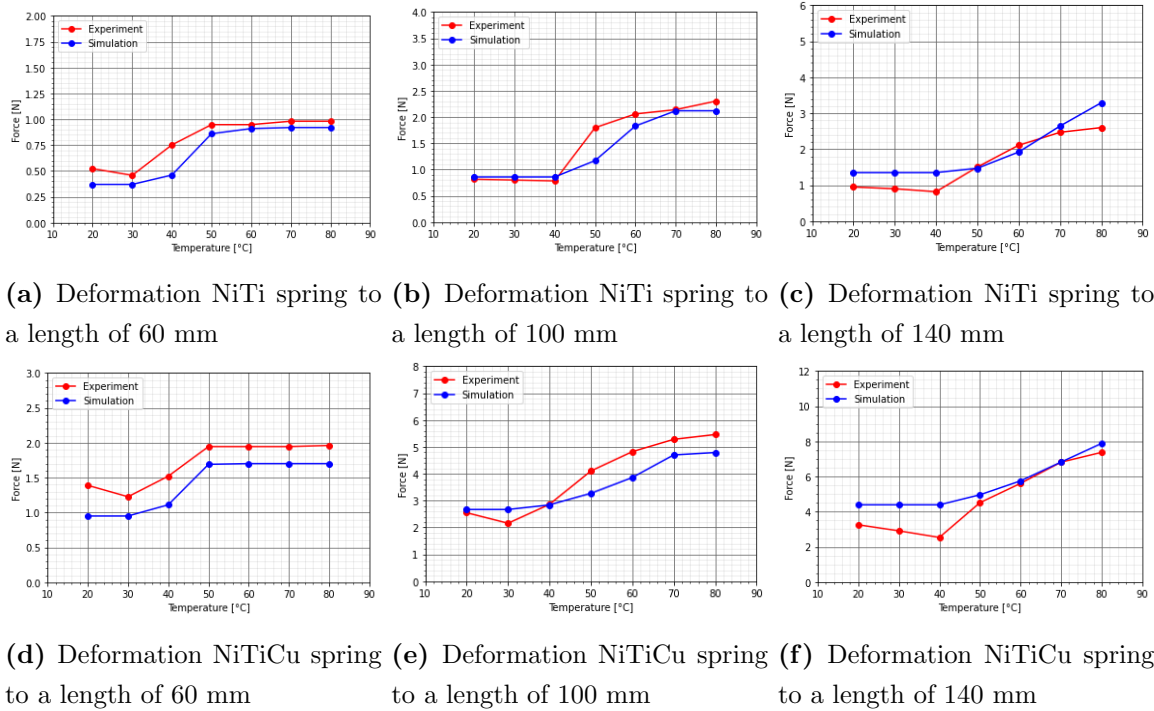 2.00
1.75
1.50
1.25
1.00
0.75
0.50
0.25
0.00
Force [N]
Experiment
Simulation
10 20 30 40 50 60 70 80 90
Temperature [°C]
4.0
3.5
3.0
2.5
2.0
1.5
1.0
0.5
0.0
Force [N]
Experiment
Simulation
10 20 30 40 50 60 70 80 90
Temperature [°C]
6
5
4
3
2
1
0
Force [N]
Experiment
Simulation
10 20 30 40 50 60 70 80 90
Temperature [°C]
(a) Deformation NiTi spring to
a length of 60 mm
(b) Deformation NiTi spring to
a length of 100 mm
(c) Deformation NiTi spring to
a length of 140 mm
3.0
2.5
2.0
1.5
1.0
0.5
0.0
Force [N]
Experiment
Simulation
10 20 30 40 50 60 70 80 90
Temperature [°C]
8
7
6
5
4
3
2
1
0
Force [N]
Experiment
Simulation
10 20 30 40 50 60 70 80 90
Temperature [°C]
12
10
8
6
4
2
0
Force [N]
Experiment
Simulation
10 20 30 40 50 60 70 80 90
Temperature [°C]
(d) Deformation NiTiCu spring
to a length of 60 mm
(e) Deformation NiTiCu spring
to a length of 100 mm
(f) Deformation NiTiCu spring
to a length of 140 mm